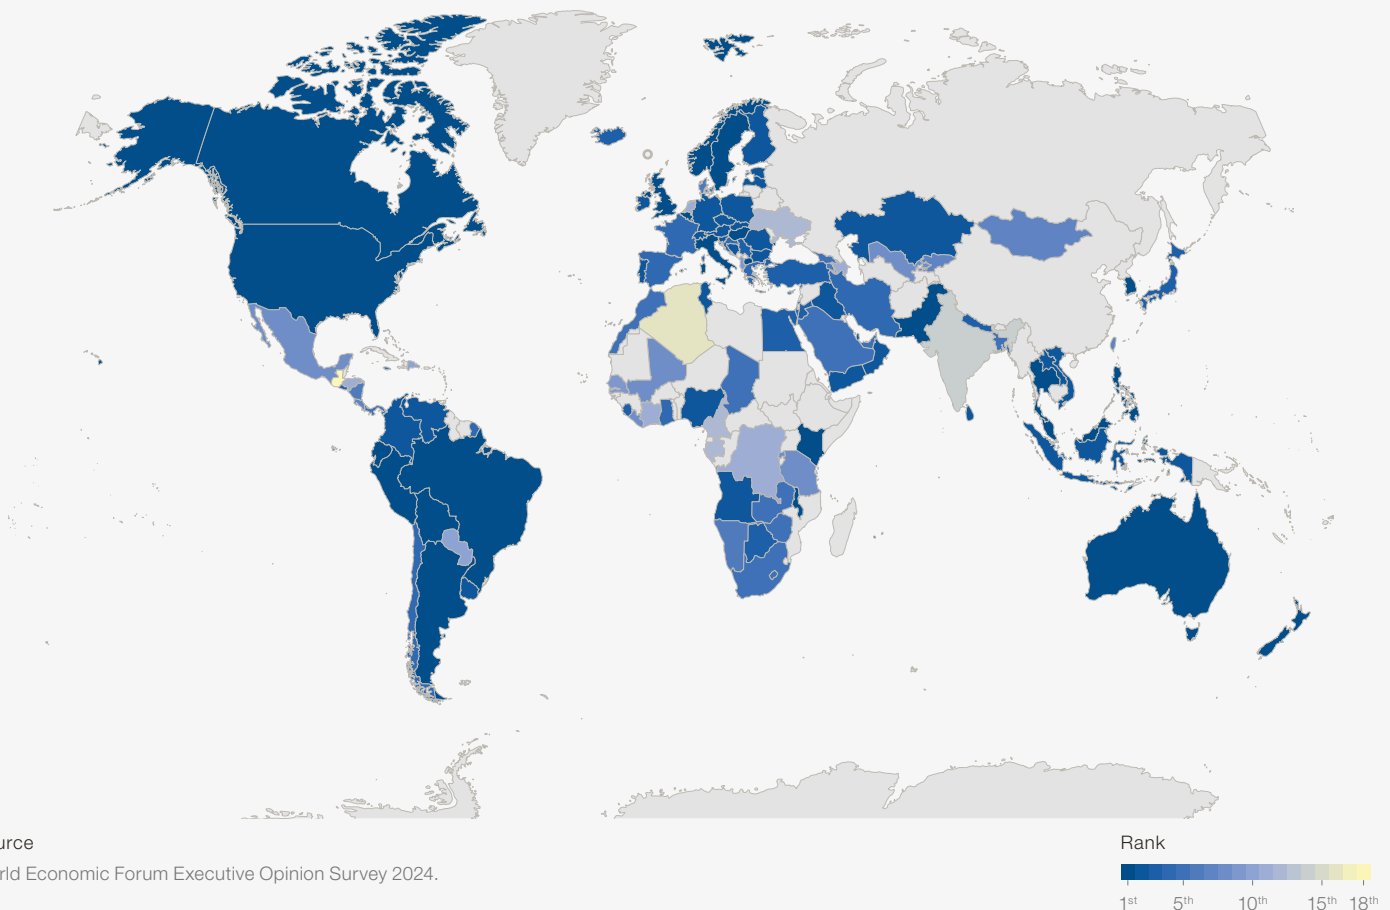 urce
Rank
rld Economic Forum Executive Opinion Survey 2024.
1st 5th 10th 15th 18th